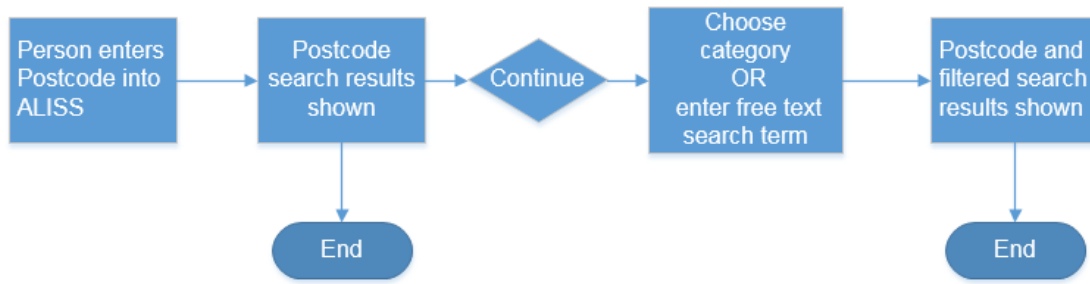 Person enters
Postcode into
ALISS
Postcode
search results
shown
Continue
Choose
category
OR
enter free text
search term
Postcode and
filtered search
results shown
End
End